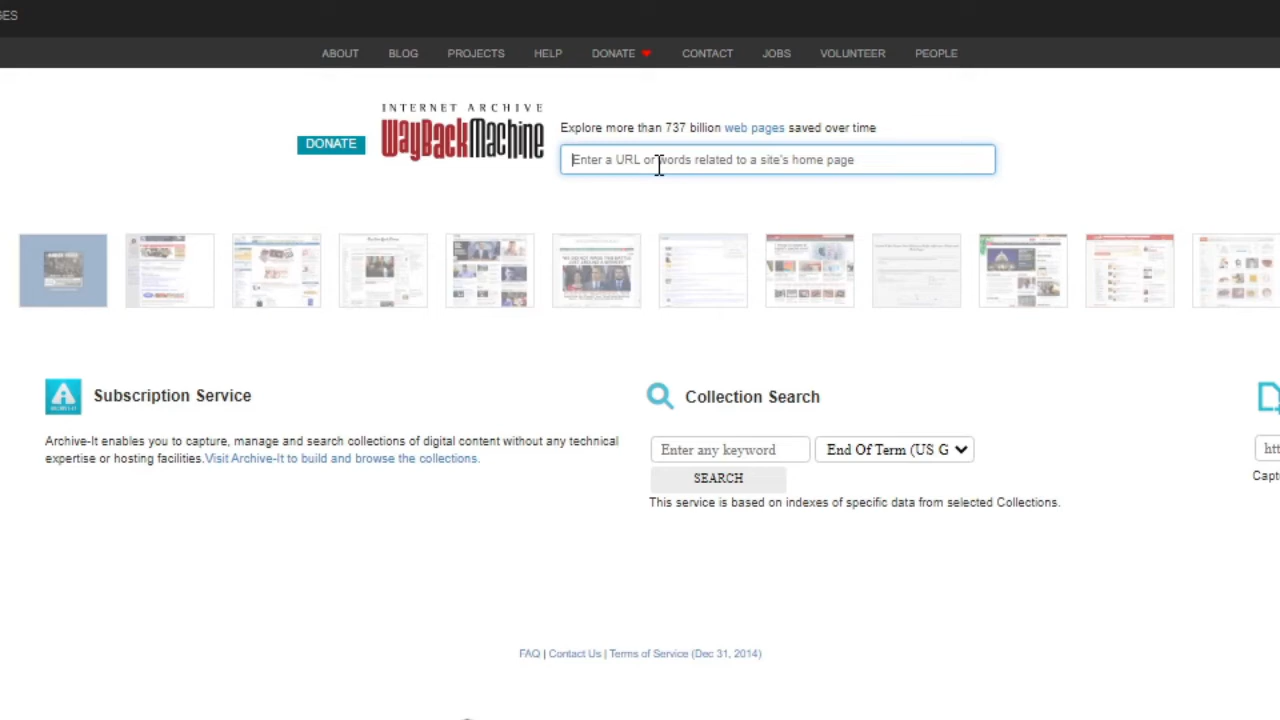 GES
ABOUT BLOG PROJECTS HELP DONATE CONTACT JOBS VOLUNTEER PEOPLE
INTERNET ARCHIVE
WayBackMachine
DONATE
Explore more than 737 billion web pages saved over time
Enter a URL or words related to a site's home page
Subscription Service
Archive-It enables you to capture, manage and search collections of digital content without any technical
expertise or hosting facilities.Visit Archive-It to build and browse the collections.
Collection Search
Enter any keyword
End Of Term (US G
SEARCH
This service is based on indexes of specific data from selected Collections.
htt
Capt
FAQ | Contact Us | Terms of Service (Dec 31, 2014)